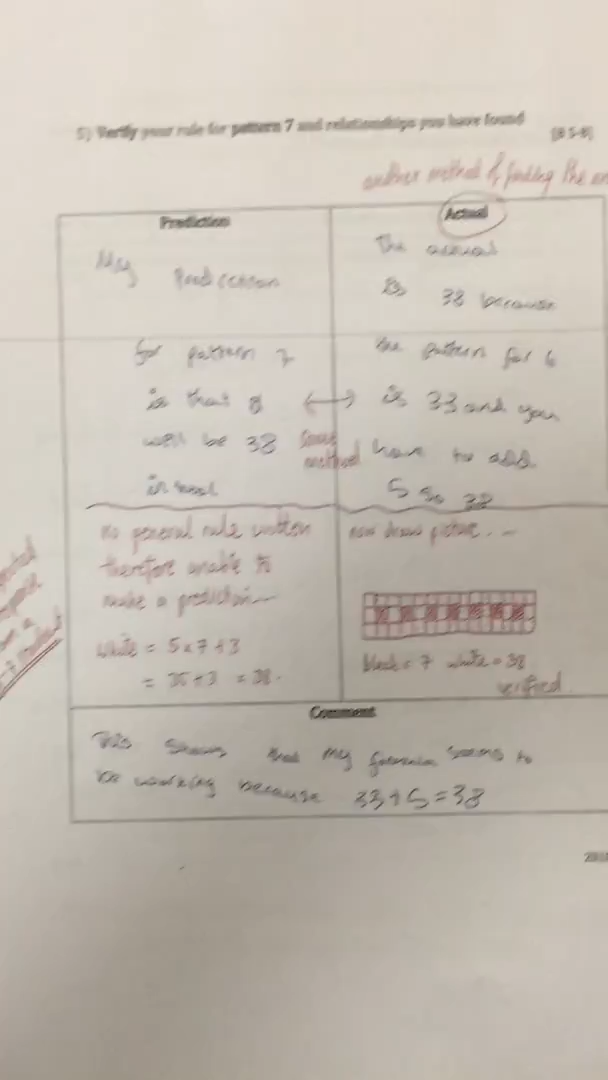 5) Verify your rule for pattern 7 and relationships you have found
[B 5-8]
another method of finding the
Prediction
Actual
My Prediction
The actual
is 38 because
for pattern 7
the pattern for 6
is that
is 33 and you
will be 38
same method
have to add
5 so 38
no general rule written
therefore unable to
make a prediction...
white = 5x7+3
= 35+3 = 38.
now draw picture...
black = 7 white = 38
verified
Comment
This shows that my formula seems to
be working because 33+5=38